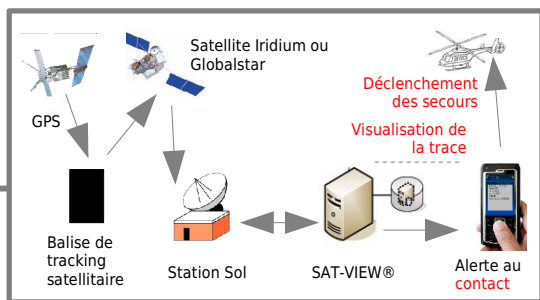 Satellite Iridium ou
Globalstar
GPS
Déclenchement
des secours
Visualisation de
la trace
Balise de
tracking
satellitaire
Station Sol
SAT-VIEW®
Alerte au
contact